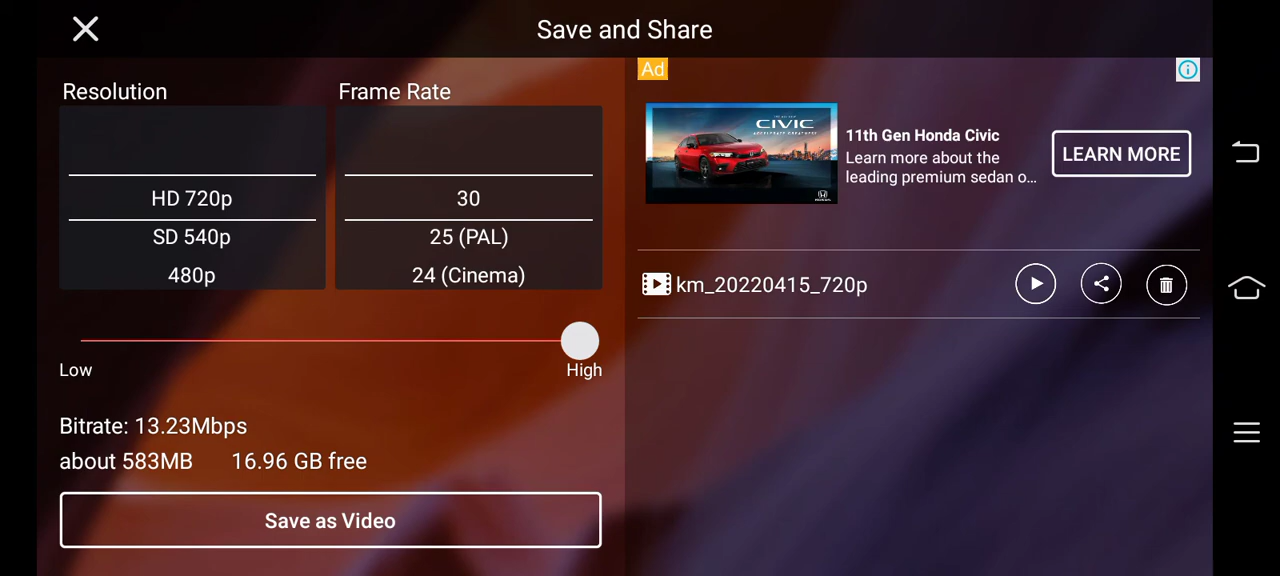 Save and Share
Resolution
Frame Rate
HD 720p
SD 540p
480p
30
25 (PAL)
24 (Cinema)
Low
High
Bitrate: 13.23Mbps
about 583MB
16.96 GB free
Save as Video
Ad
CIVIC
HONDA
11th Gen Honda Civic
Learn more about the
leading premium sedan o...
LEARN MORE
km_20220415_720p